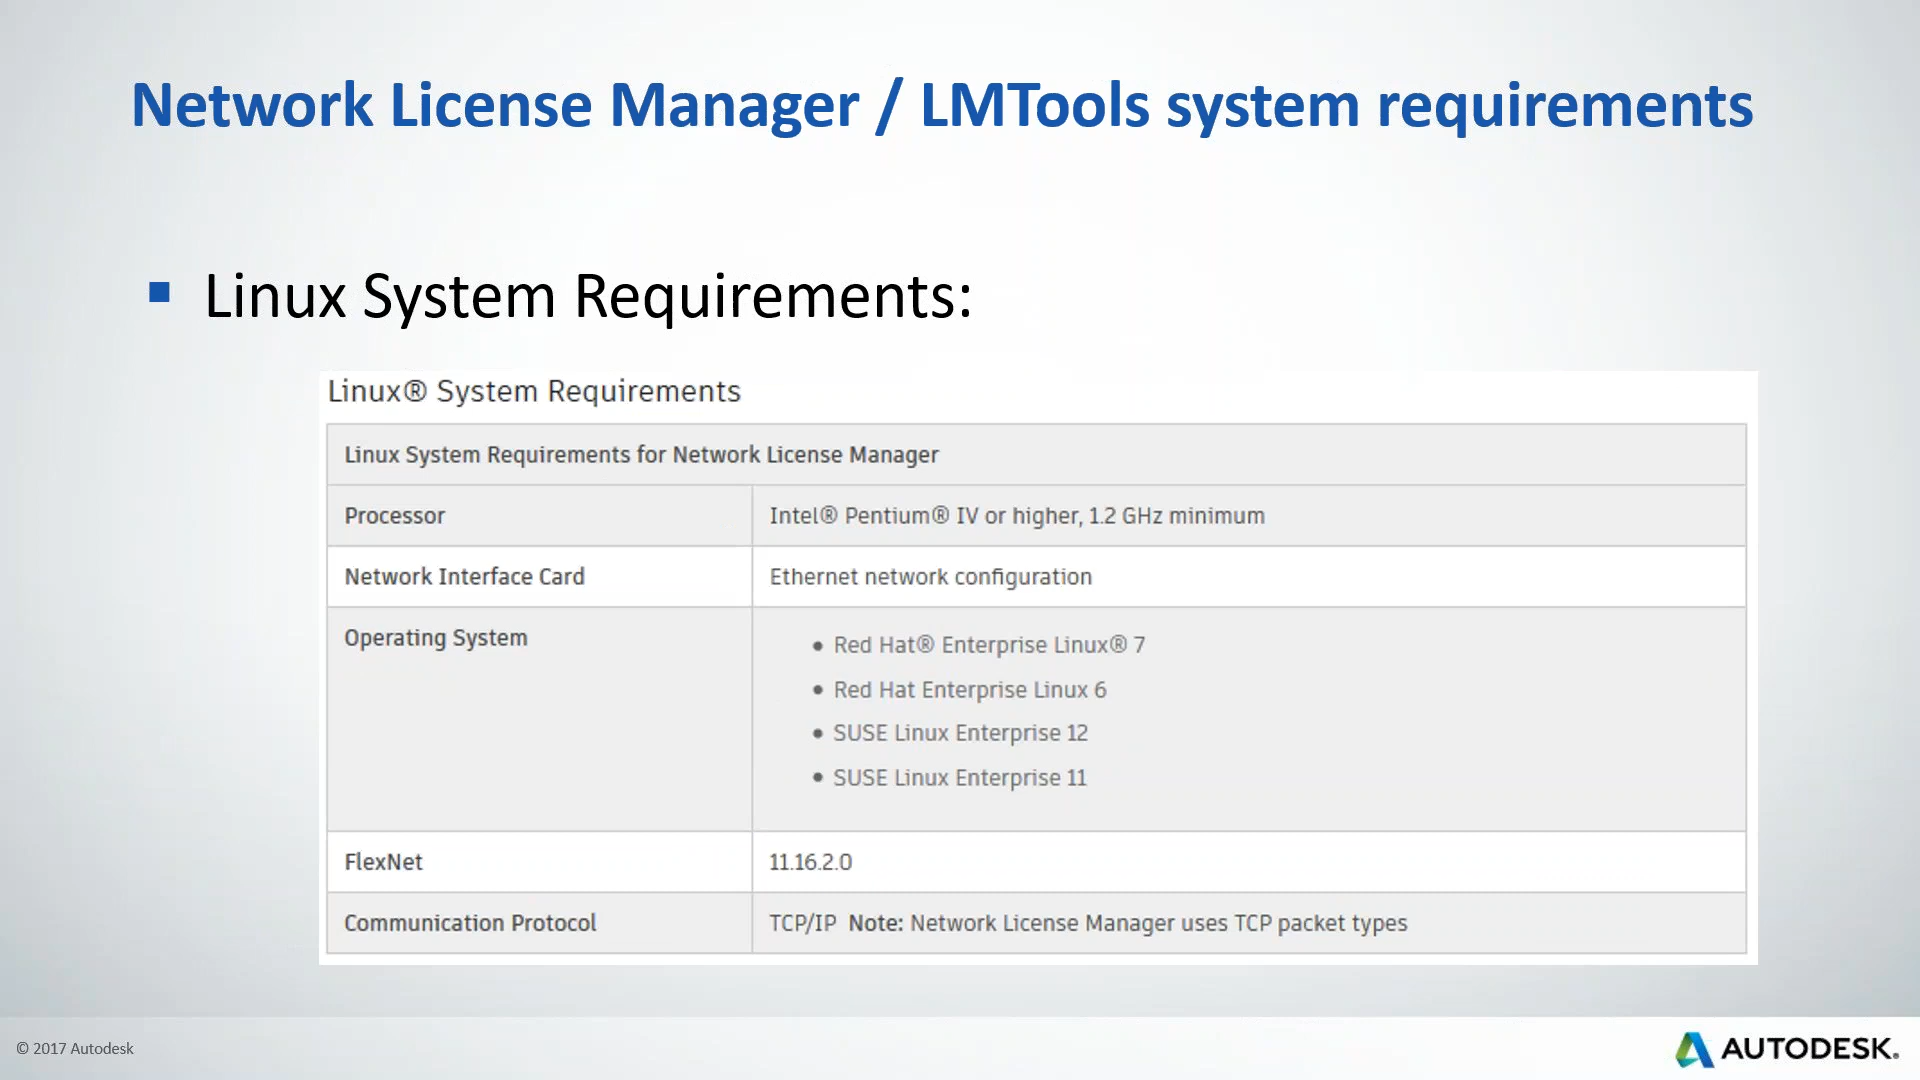 Network License Manager / LMTools system requirements
Linux System Requirements:
Linux® System Requirements
Linux System Requirements for Network License Manager
Processor
Intel® Pentium® IV or higher, 1.2 GHz minimum
Network Interface Card
Ethernet network configuration
Operating System
Red Hat® Enterprise Linux® 7
Red Hat Enterprise Linux 6
SUSE Linux Enterprise 12
SUSE Linux Enterprise 11
FlexNet
11.16.2.0
Communication Protocol
TCP/IP Note: Network License Manager uses TCP packet types
© 2017 Autodesk
AUTODESK.